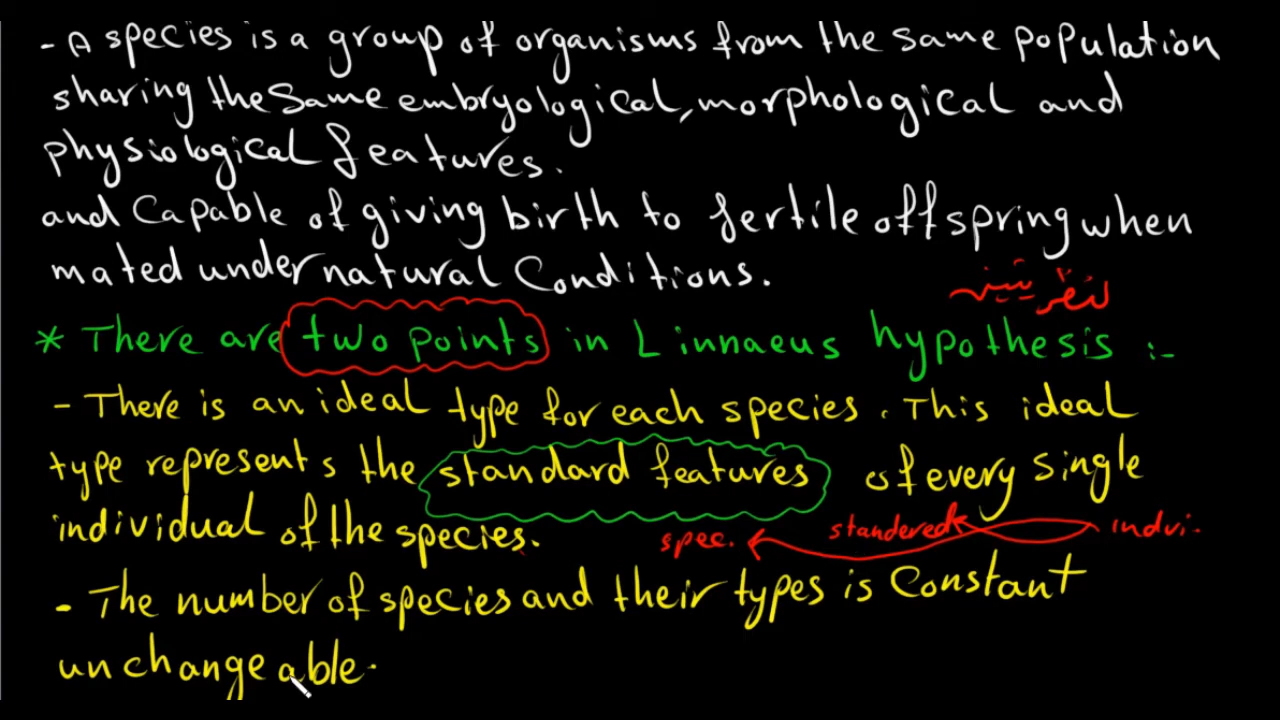 - A species is a group of organisms from the same population
sharing the same embryological, morphological and
physiological features.
and Capable of giving birth to fertile offspring when
mated under natural Conditions.
* There are two points in Linnaeus hypothesis :-
- There is an ideal type for each species. This ideal
type represents the standard features of every single
individual of the species.
spec. standered indvi.
- The number of species and their types is Constant
unchangeable.